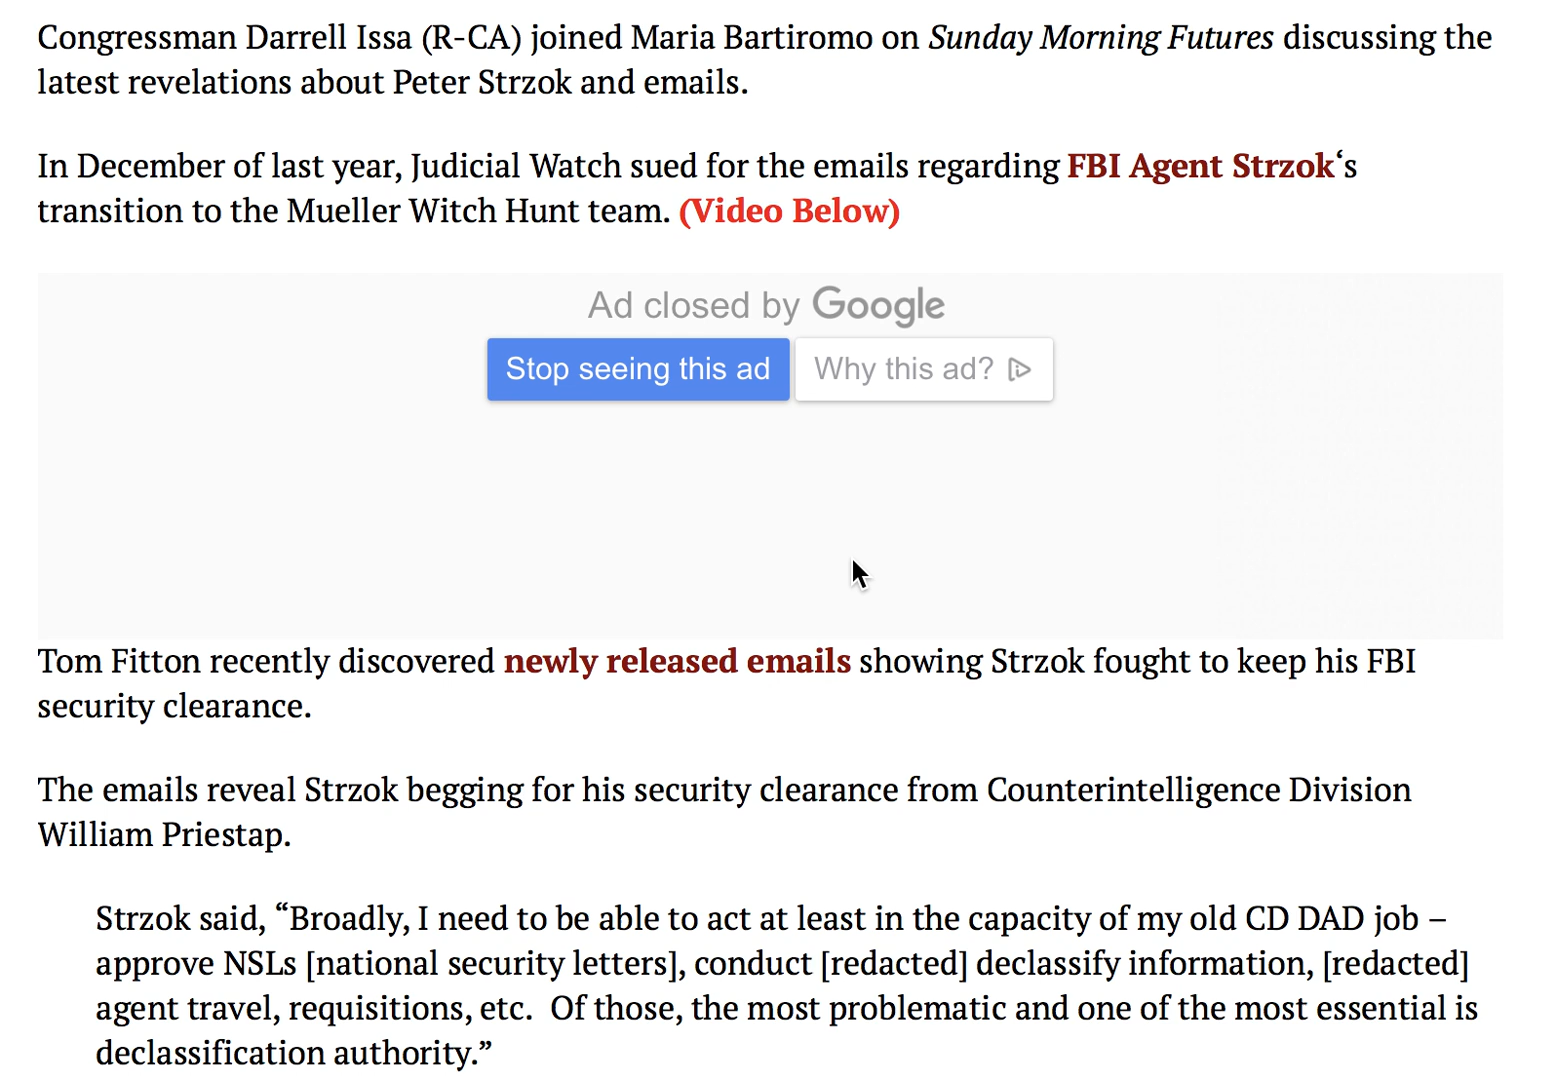 Congressman Darrell Issa (R-CA) joined Maria Bartiromo on Sunday Morning Futures discussing the
latest revelations about Peter Strzok and emails.
In December of last year, Judicial Watch sued for the emails regarding FBI Agent Strzok‘s
transition to the Mueller Witch Hunt team. (Video Below)
Ad closed by Google
Stop seeing this ad
Why this ad?
Tom Fitton recently discovered newly released emails showing Strzok fought to keep his FBI
security clearance.
The emails reveal Strzok begging for his security clearance from Counterintelligence Division
William Priestap.
Strzok said, “Broadly, I need to be able to act at least in the capacity of my old CD DAD job –
approve NSLs [national security letters], conduct [redacted] declassify information, [redacted]
agent travel, requisitions, etc.  Of those, the most problematic and one of the most essential is
declassification authority.”